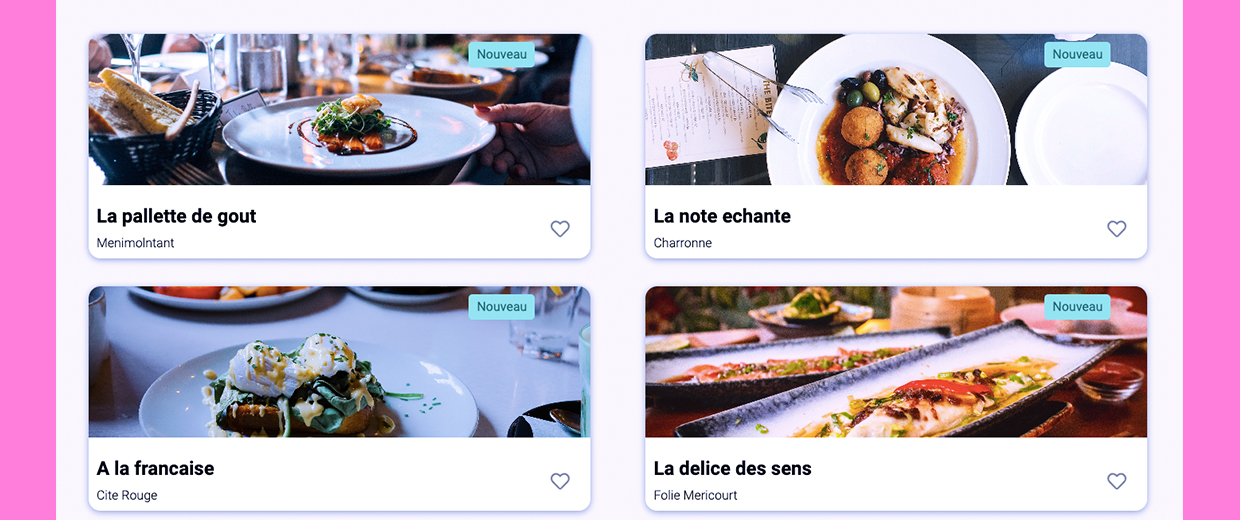 Nouveau
La pallette de gout
Menimolntant
Nouveau
La note echante
Charronne
Nouveau
A la francaise
Cite Rouge
Nouveau
La delice des sens
Folie Mericourt